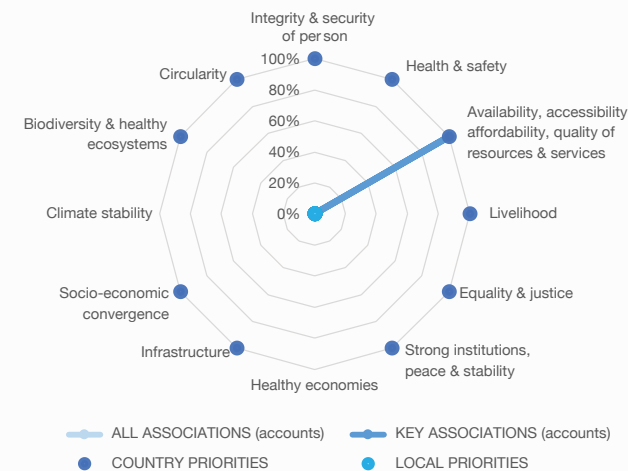 Integrity & security
of person
100%
Circularity
Health & safety
80%
Availability, accessibility
affordability, quality of
resources & services
Biodiversity & healthy
ecosystems
60%
40%
20%
Climate stability
0%
Livelihood
Socio-economic
convergence
Equality & justice
Infrastructure
Strong institutions,
peace & stability
Healthy economies
ALL ASSOCIATIONS (accounts)
KEY ASSOCIATIONS (accounts)
COUNTRY PRIORITIES
LOCAL PRIORITIES